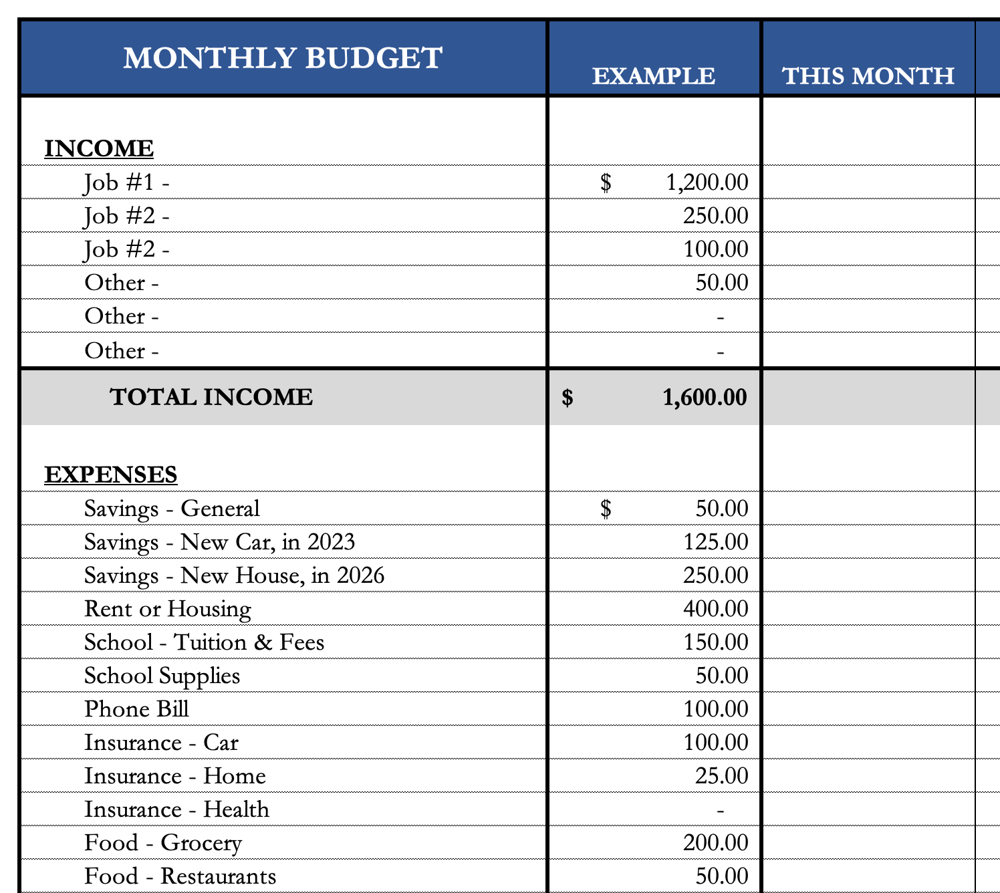 MONTHLY BUDGET EXAMPLE THIS MONTH
INCOME
Job #1 - $ 1,200.00
Job #2 - 250.00
Job #2 - 100.00
Other - 50.00
Other - -
Other - -
TOTAL INCOME $ 1,600.00
EXPENSES
Savings - General $ 50.00
Savings - New Car, in 2023 125.00
Savings - New House, in 2026 250.00
Rent or Housing 400.00
School - Tuition & Fees 150.00
School Supplies 50.00
Phone Bill 100.00
Insurance - Car 100.00
Insurance - Home 25.00
Insurance - Health -
Food - Grocery 200.00
Food - Restaurants 50.00